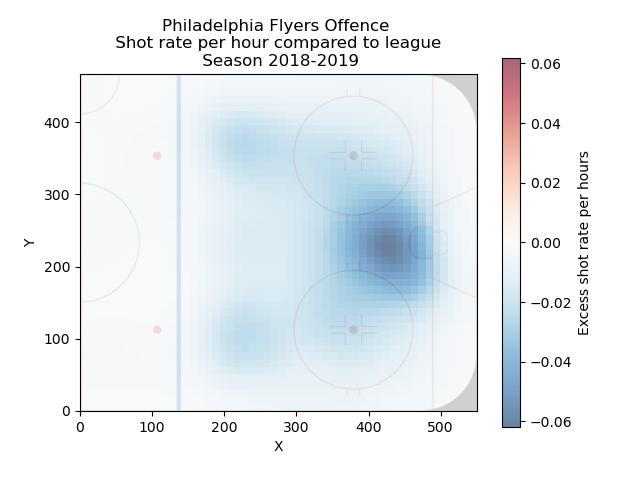 Philadelphia Flyers Offence
Shot rate per hour compared to league
Season 2018-2019
Y
400
300
200
100
0
0 100 200 300 400 500
X
0.06
0.04
0.02
0.00
−0.02
−0.04
−0.06
Excess shot rate per hours